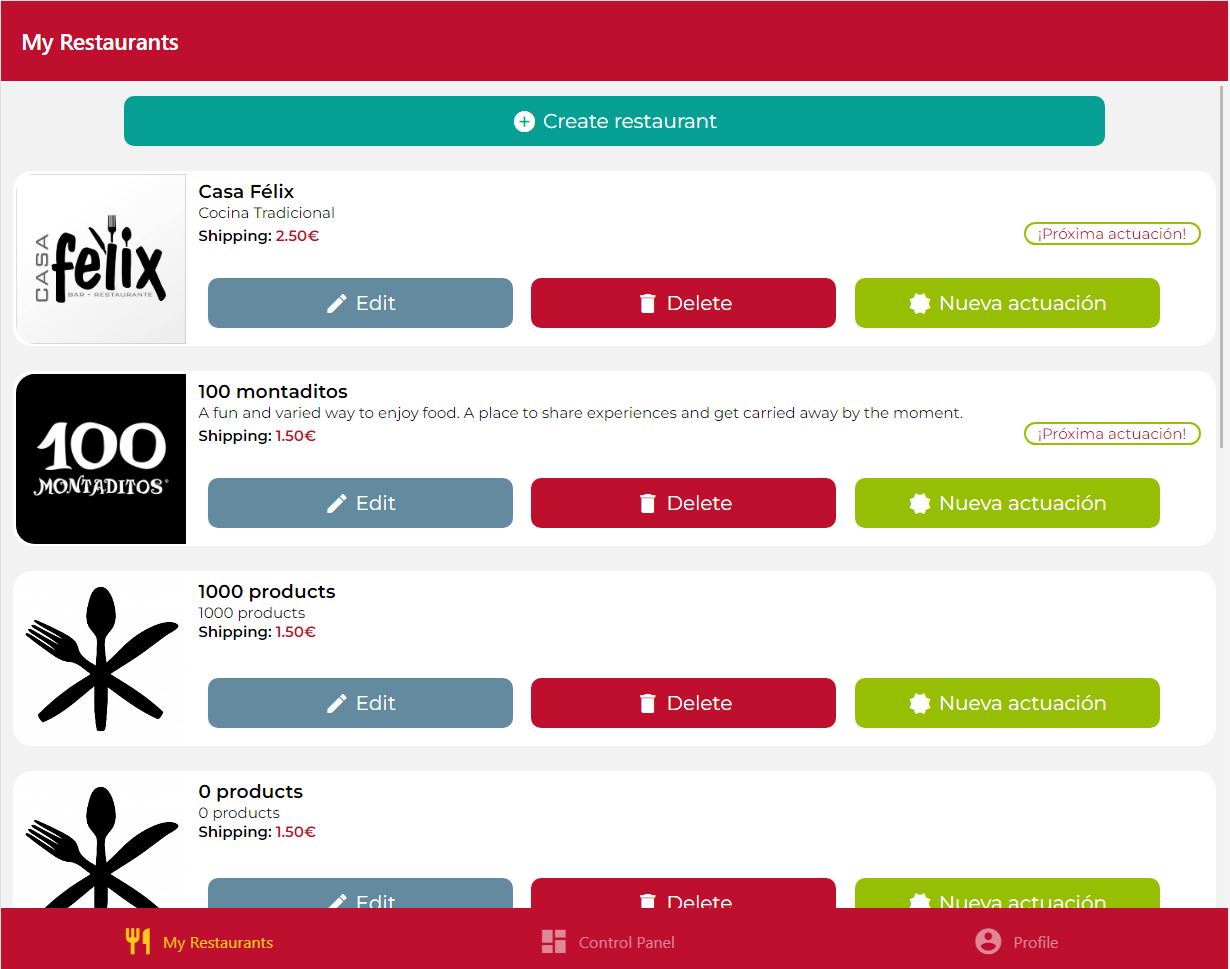 My Restaurants
Create restaurant
CASA
fèlix
BAR • RESTAURANTE
Casa Félix
Cocina Tradicional
Shipping: 2.50€
¡Próxima actuación!
Edit
Delete
Nueva actuación
100
MONTADITOS
100 montaditos
A fun and varied way to enjoy food. A place to share experiences and get carried away by the moment.
Shipping: 1.50€
¡Próxima actuación!
Edit
Delete
Nueva actuación
1000 products
1000 products
Shipping: 1.50€
Edit
Delete
Nueva actuación
0 products
0 products
Shipping: 1.50€
Edit
Delete
Nueva actuación
My Restaurants
Control Panel
Profile